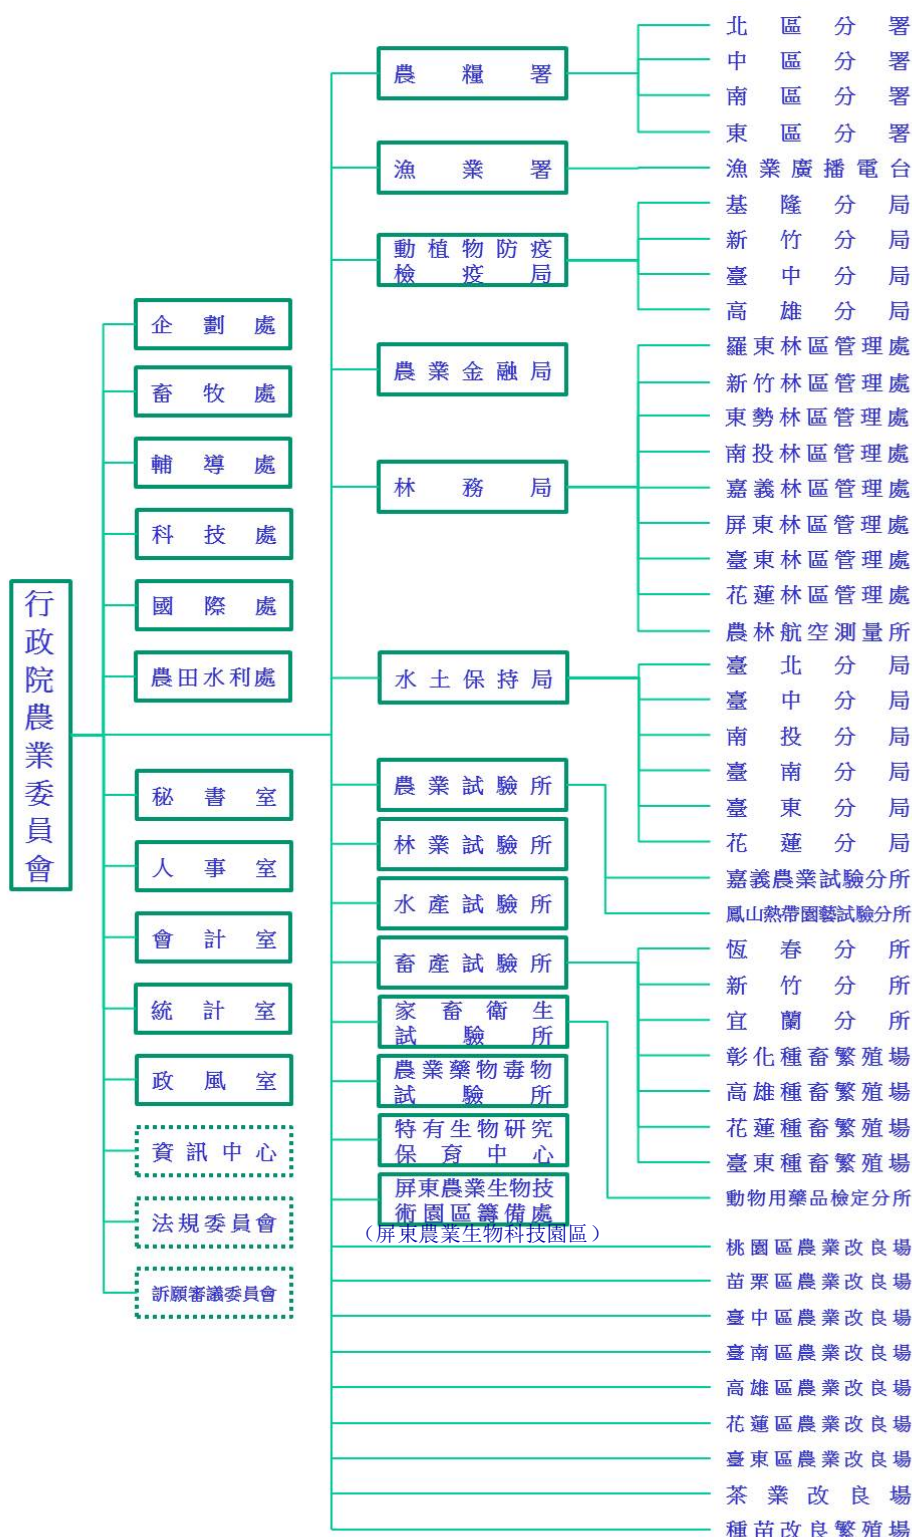 行政院農業委員會
企劃處
畜牧處
輔導處
科技處
國際處
農田水利處
秘書室
人事室
會計室
統計室
政風室
資訊中心
法規委員會
訴願審議委員會
農糧署
漁業署
動植物防疫
檢疫局
農業金融局
林務局
水土保持局
農業試驗所
林業試驗所
水產試驗所
畜產試驗所
家畜衛生
試驗所
農業藥物毒物
試驗所
特有生物研究
保育中心
屏東農業生物技
術園區籌備處
（屏東農業生物科技園區）
北區分署
中區分署
南區分署
東區分署
漁業廣播電台
基隆分局
新竹分局
臺中分局
高雄分局
羅東林區管理處
新竹林區管理處
東勢林區管理處
南投林區管理處
嘉義林區管理處
屏東林區管理處
臺東林區管理處
花蓮林區管理處
農林航空測量所
臺北分局
臺中分局
南投分局
臺南分局
臺東分局
花蓮分局
嘉義農業試驗分所
鳳山熱帶園藝試驗分所
恆春分所
新竹分所
宜蘭分所
彰化種畜繁殖場
高雄種畜繁殖場
花蓮種畜繁殖場
臺東種畜繁殖場
動物用藥品檢定分所
桃園區農業改良場
苗栗區農業改良場
臺中區農業改良場
臺南區農業改良場
高雄區農業改良場
花蓮區農業改良場
臺東區農業改良場
茶業改良場
種苗改良繁殖場